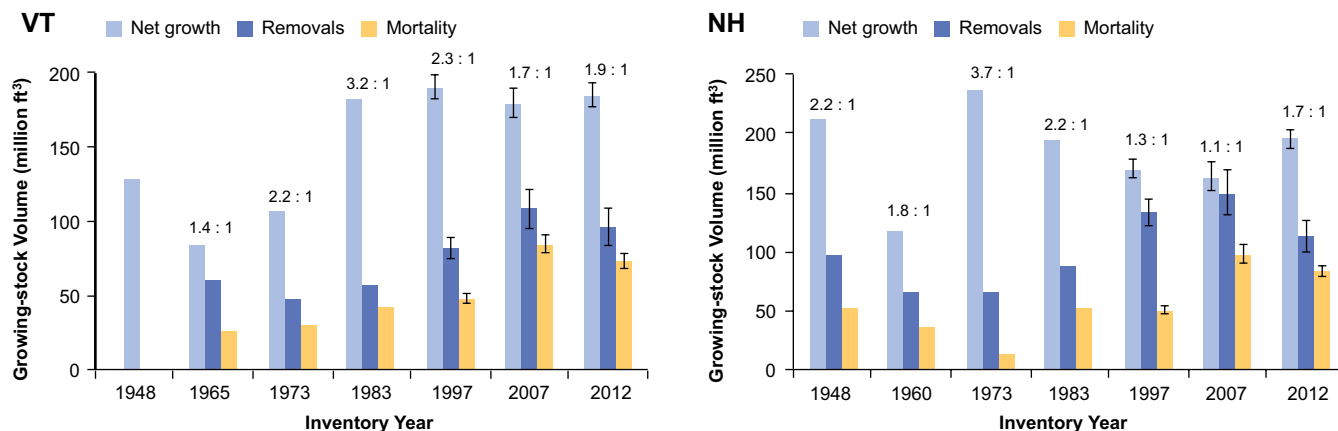 VT
Net growth Removals Mortality
Growing-stock Volume (million ft³)
200
150
100
50
0
1.4 : 1
2.2 : 1
3.2 : 1
2.3 : 1
1.7 : 1
1.9 : 1
1948 1965 1973 1983 1997 2007 2012
Inventory Year
NH
Net growth Removals Mortality
Growing-stock Volume (million ft³)
250
200
150
100
50
0
2.2 : 1
1.8 : 1
3.7 : 1
2.2 : 1
1.3 : 1
1.1 : 1
1.7 : 1
1948 1960 1973 1983 1997 2007 2012
Inventory Year